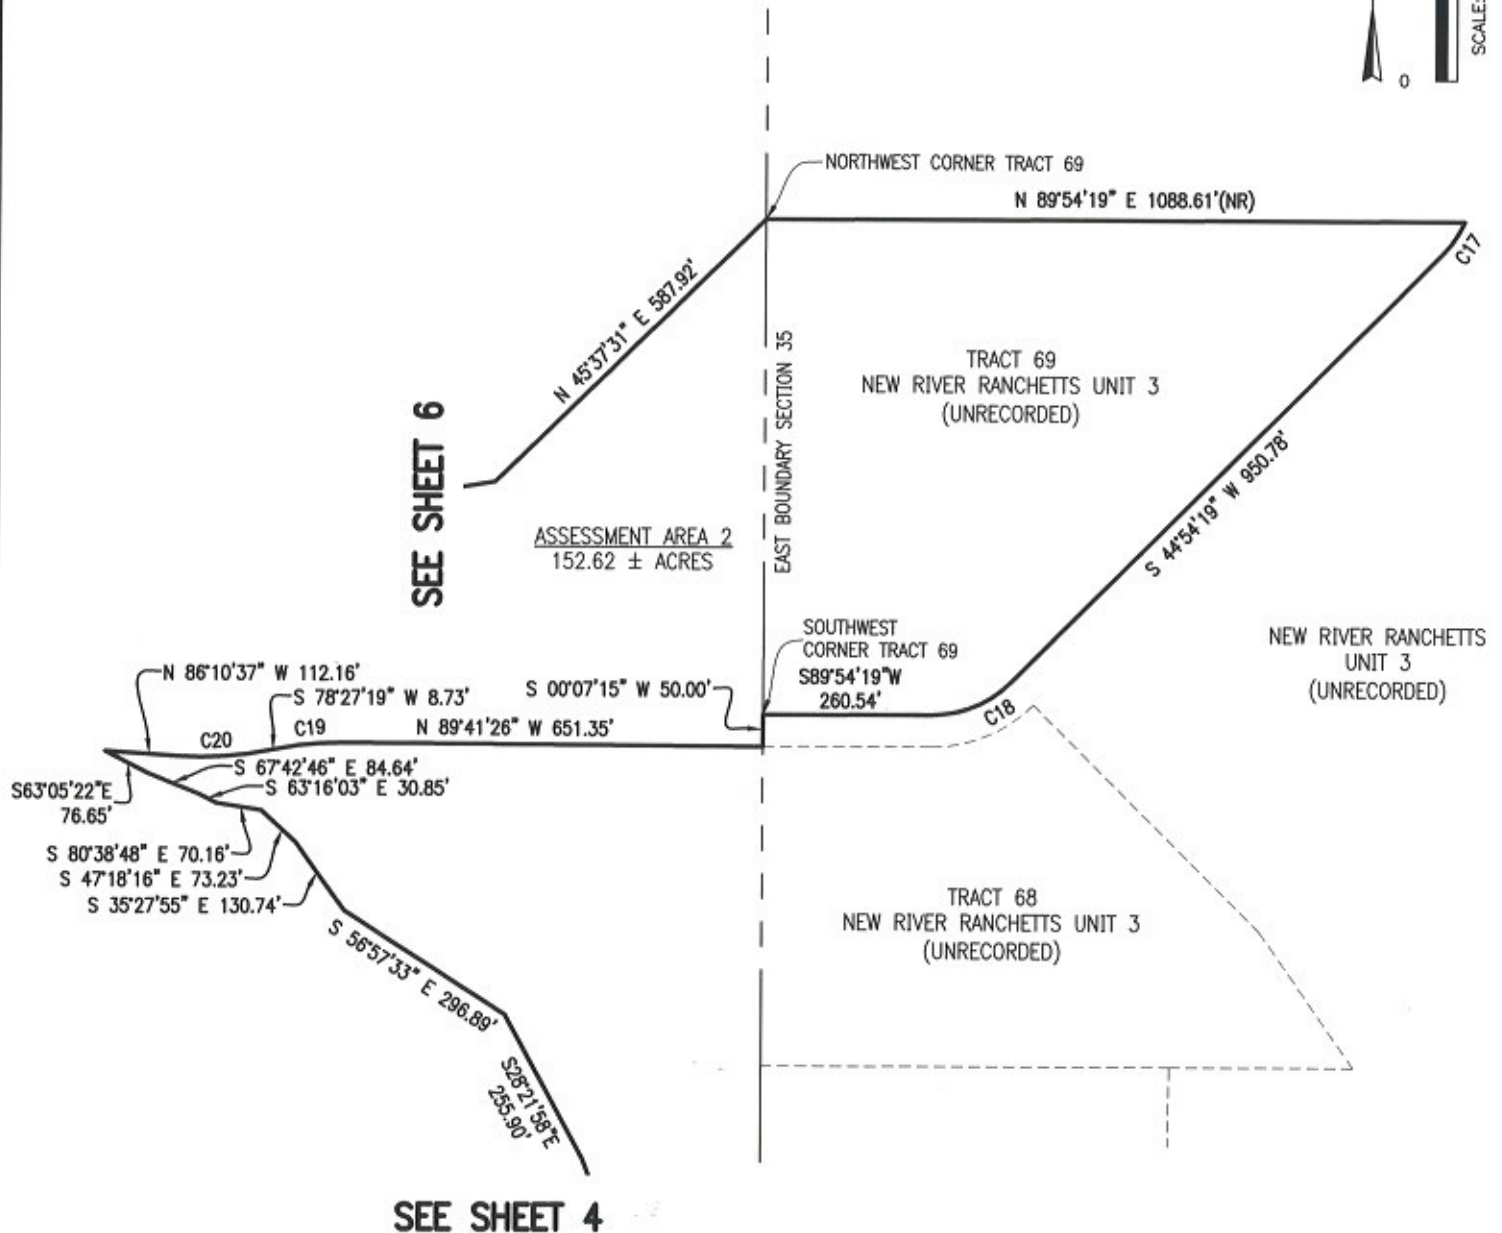 SCALE:
0
NORTHWEST CORNER TRACT 69
N 89°54'19" E 1088.61'(NR)
C17
N 45°37'31" E 587.92'
EAST BOUNDARY SECTION 35
TRACT 69
NEW RIVER RANCHETTS UNIT 3
(UNRECORDED)
SEE SHEET 6
ASSESSMENT AREA 2
152.62 ± ACRES
S 44°54'19" W 950.78'
SOUTHWEST
CORNER TRACT 69
S89°54'19"W
260.54'
C18
NEW RIVER RANCHETTS
UNIT 3
(UNRECORDED)
N 86°10'37" W 112.16'
S 78°27'19" W 8.73'
S 00°07'15" W 50.00'
C20
C19
N 89°41'26" W 651.35'
S 67°42'46" E 84.64'
S 63°16'03" E 30.85'
S63°05'22"E
76.65'
S 80°38'48" E 70.16'
S 47°18'16" E 73.23'
S 35°27'55" E 130.74'
S 56°57'33" E 296.89'
TRACT 68
NEW RIVER RANCHETTS UNIT 3
(UNRECORDED)
S28°21'58"E
255.90'
SEE SHEET 4